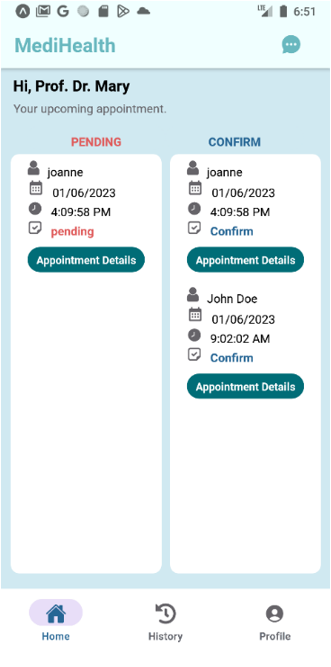 LTE 6:51
MediHealth
Hi, Prof. Dr. Mary
Your upcoming appointment.
PENDING
joanne
01/06/2023
4:09:58 PM
pending
Appointment Details
CONFIRM
joanne
01/06/2023
4:09:58 PM
Confirm
Appointment Details
John Doe
01/06/2023
9:02:02 AM
Confirm
Appointment Details
Home History Profile